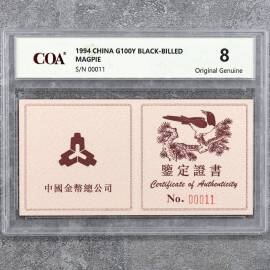 COA
1994 CHINA G100Y BLACK-BILLED
MAGPIE
S/N 00011
8
Original Genuine
中國金幣總公司
鑒定證書
Certificate of Authenticity
No. 00011